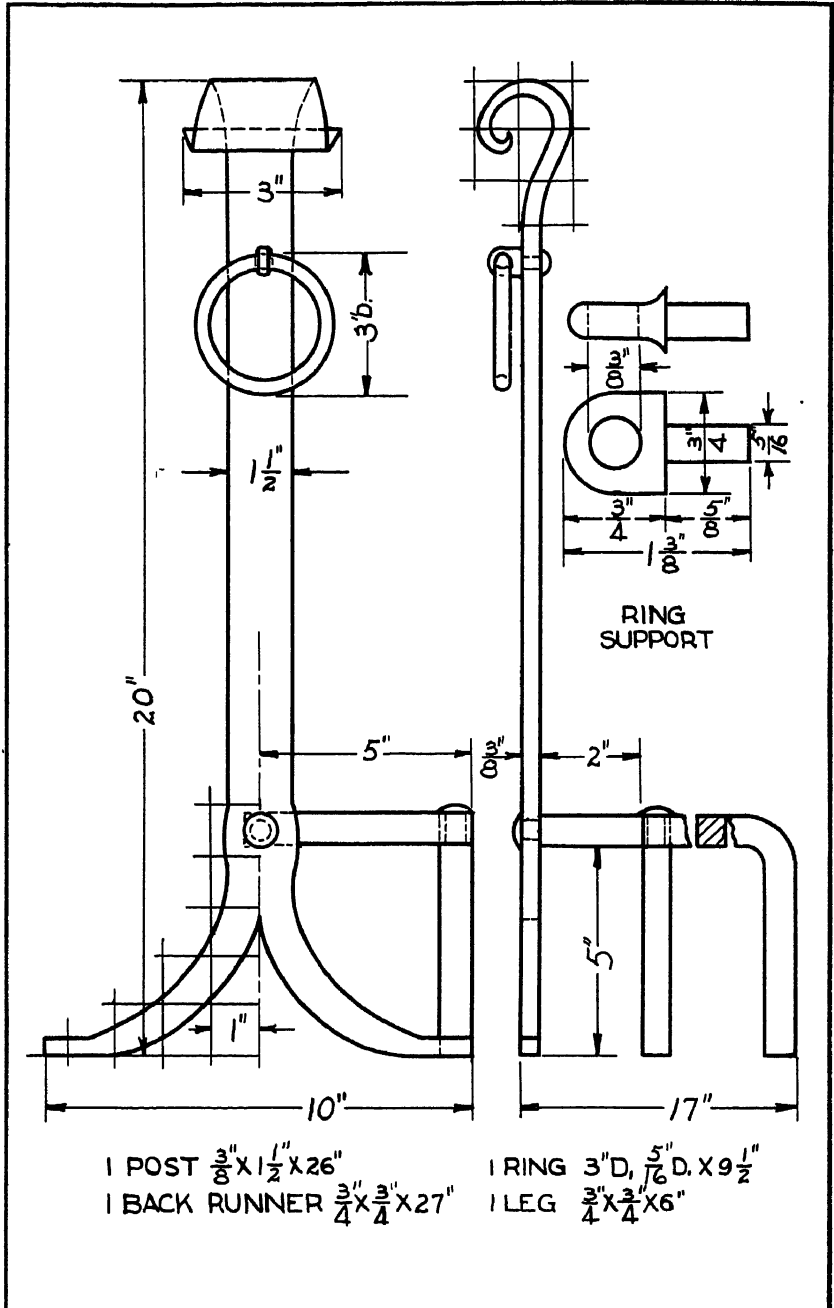 3"
3"D.
3/8"
3"/4
5"/16
1 1/2"
3/4"
5/8"
1 3/8"
RING
SUPPORT
20"
5"
3/8"
2"
5"
1"
10"
17"
1 POST 3/8" X 1 1/2" X 26"
1 RING 3" D, 5/16" D. X 9 1/2"
1 BACK RUNNER 3/4" X 3/4" X 27"
1 LEG 3/4" X 3/4" X 6"